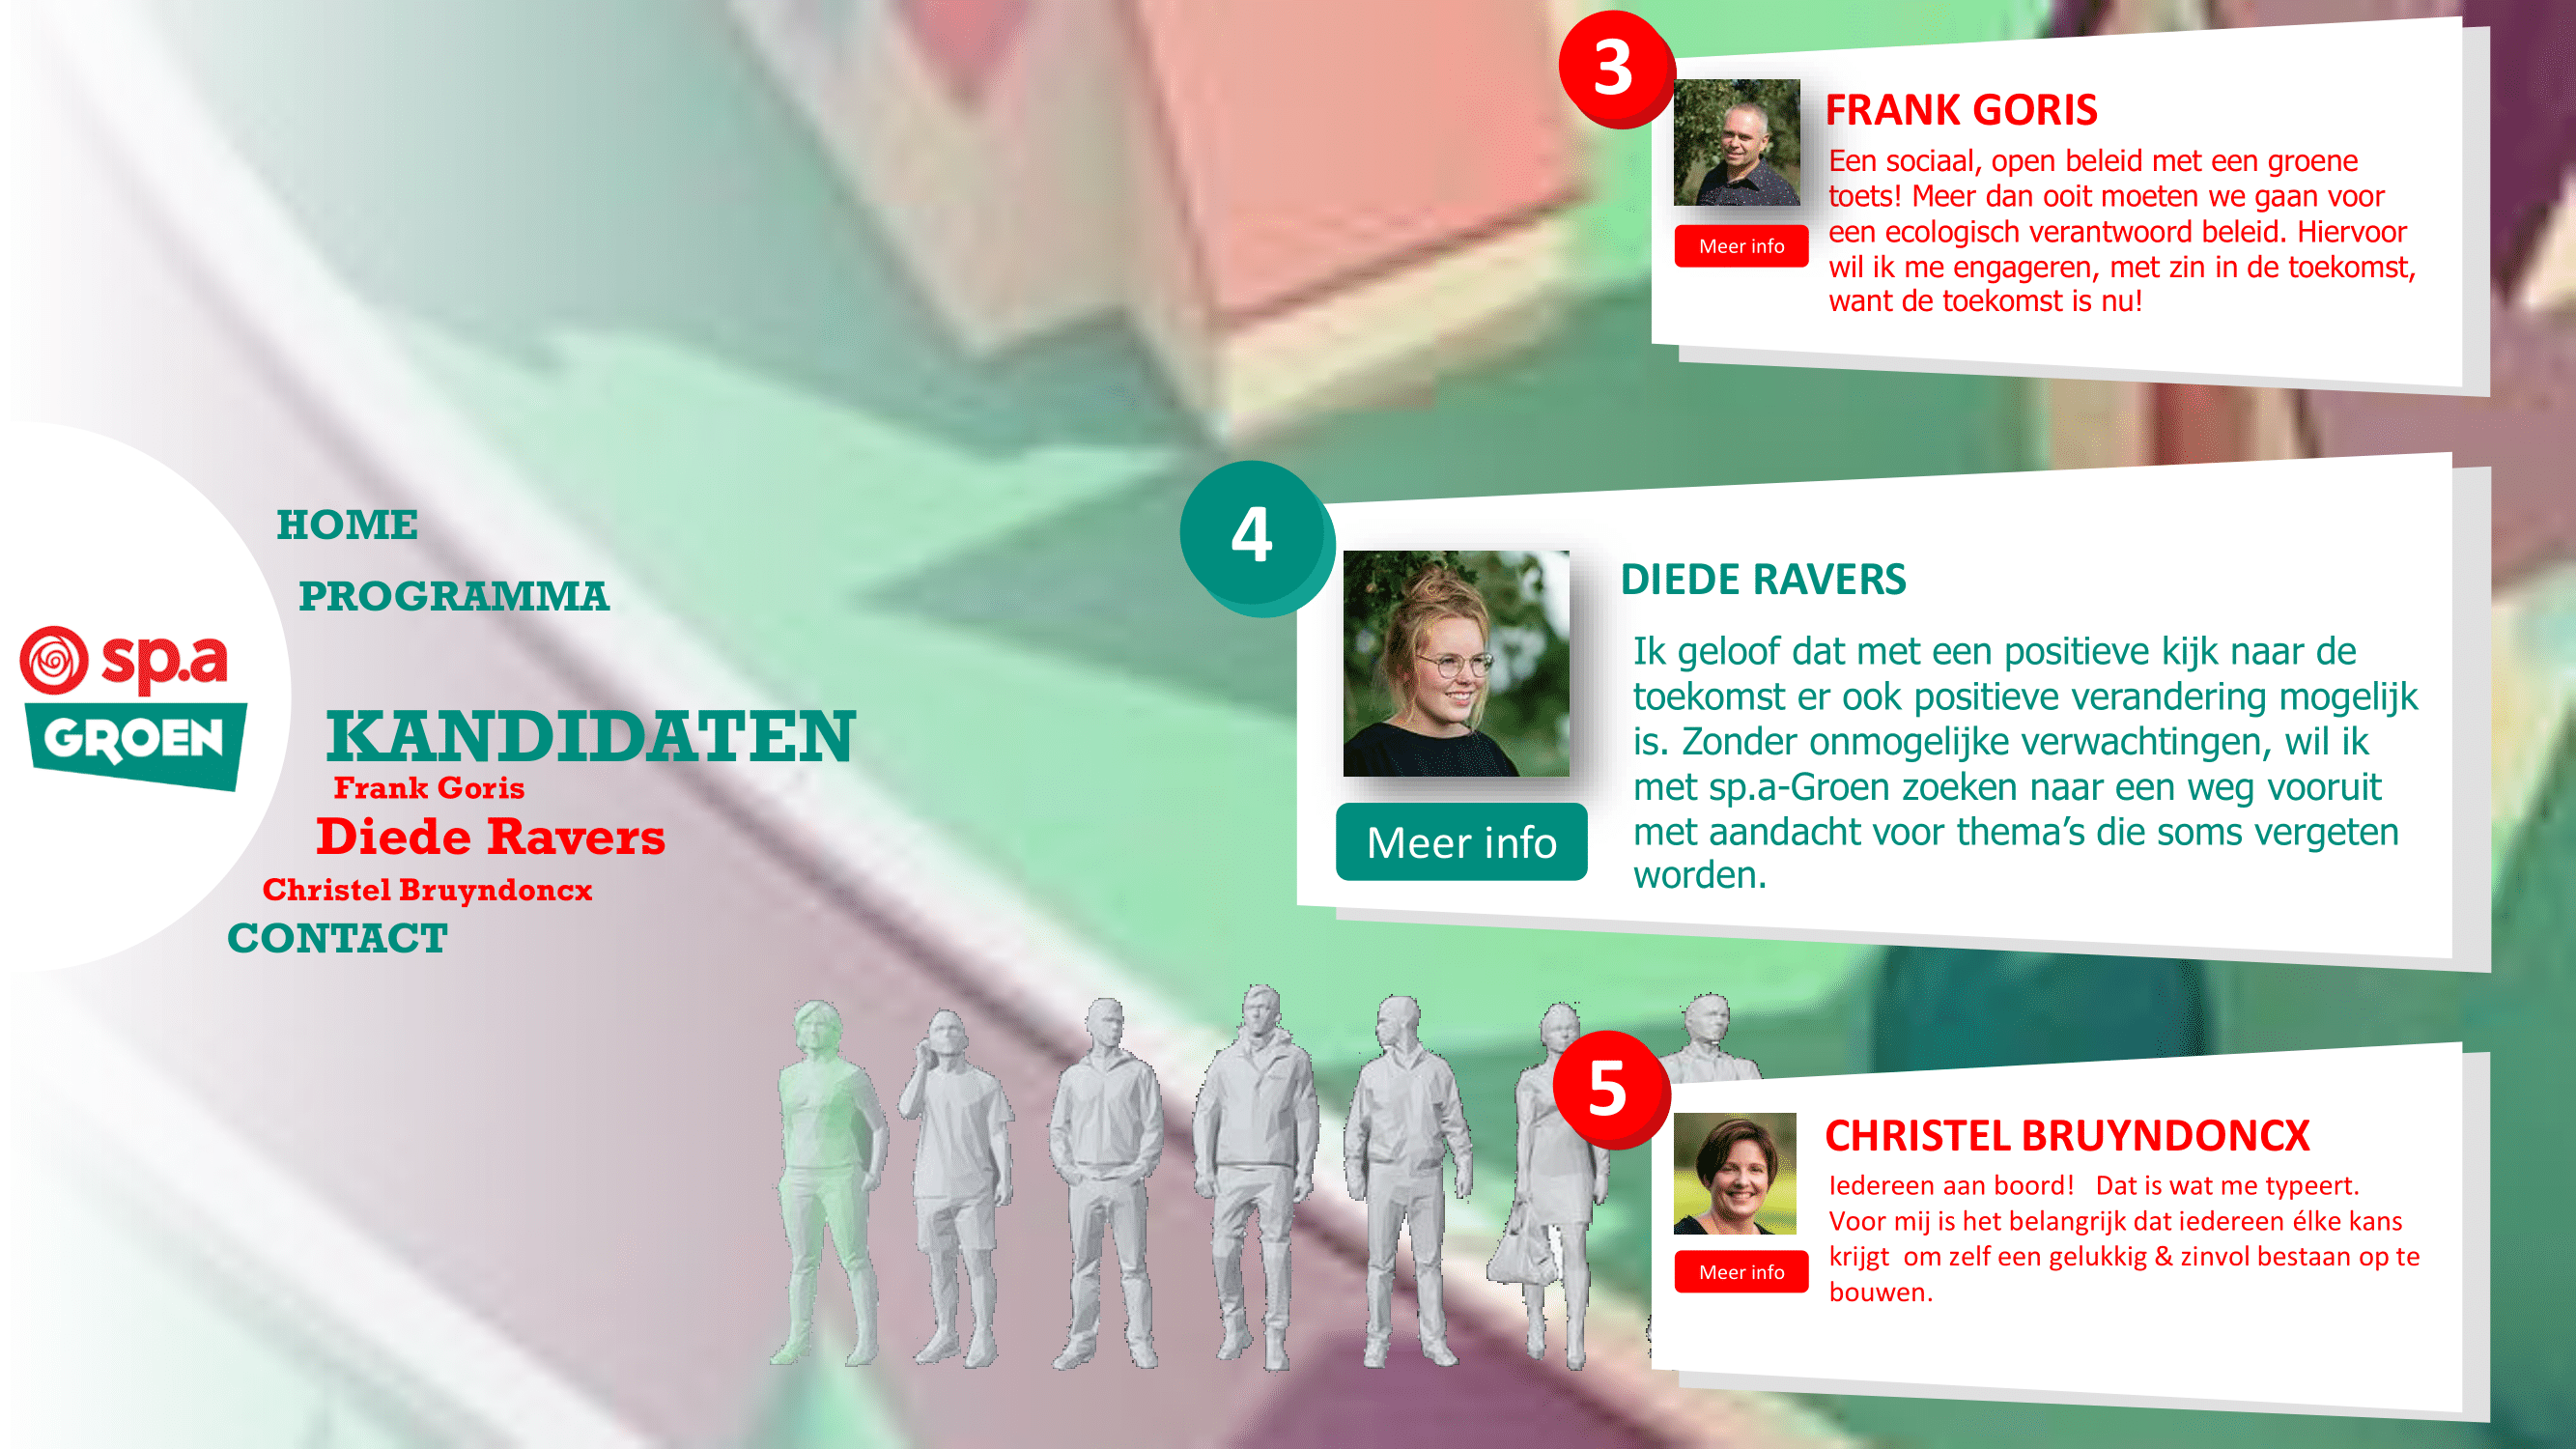 HOME
PROGRAMMA
sp.a
GROEN
KANDIDATEN
Frank Goris
Diede Ravers
Christel Bruyndoncx
CONTACT
3
FRANK GORIS
Een sociaal, open beleid met een groene
toets! Meer dan ooit moeten we gaan voor
een ecologisch verantwoord beleid. Hiervoor
wil ik me engageren, met zin in de toekomst,
want de toekomst is nu!
Meer info
4
DIEDE RAVERS
Ik geloof dat met een positieve kijk naar de
toekomst er ook positieve verandering mogelijk
is. Zonder onmogelijke verwachtingen, wil ik
met sp.a-Groen zoeken naar een weg vooruit
met aandacht voor thema’s die soms vergeten
worden.
Meer info
5
CHRISTEL BRUYNDONCX
Iedereen aan boord!   Dat is wat me typeert.
Voor mij is het belangrijk dat iedereen élke kans
krijgt  om zelf een gelukkig & zinvol bestaan op te
bouwen.
Meer info